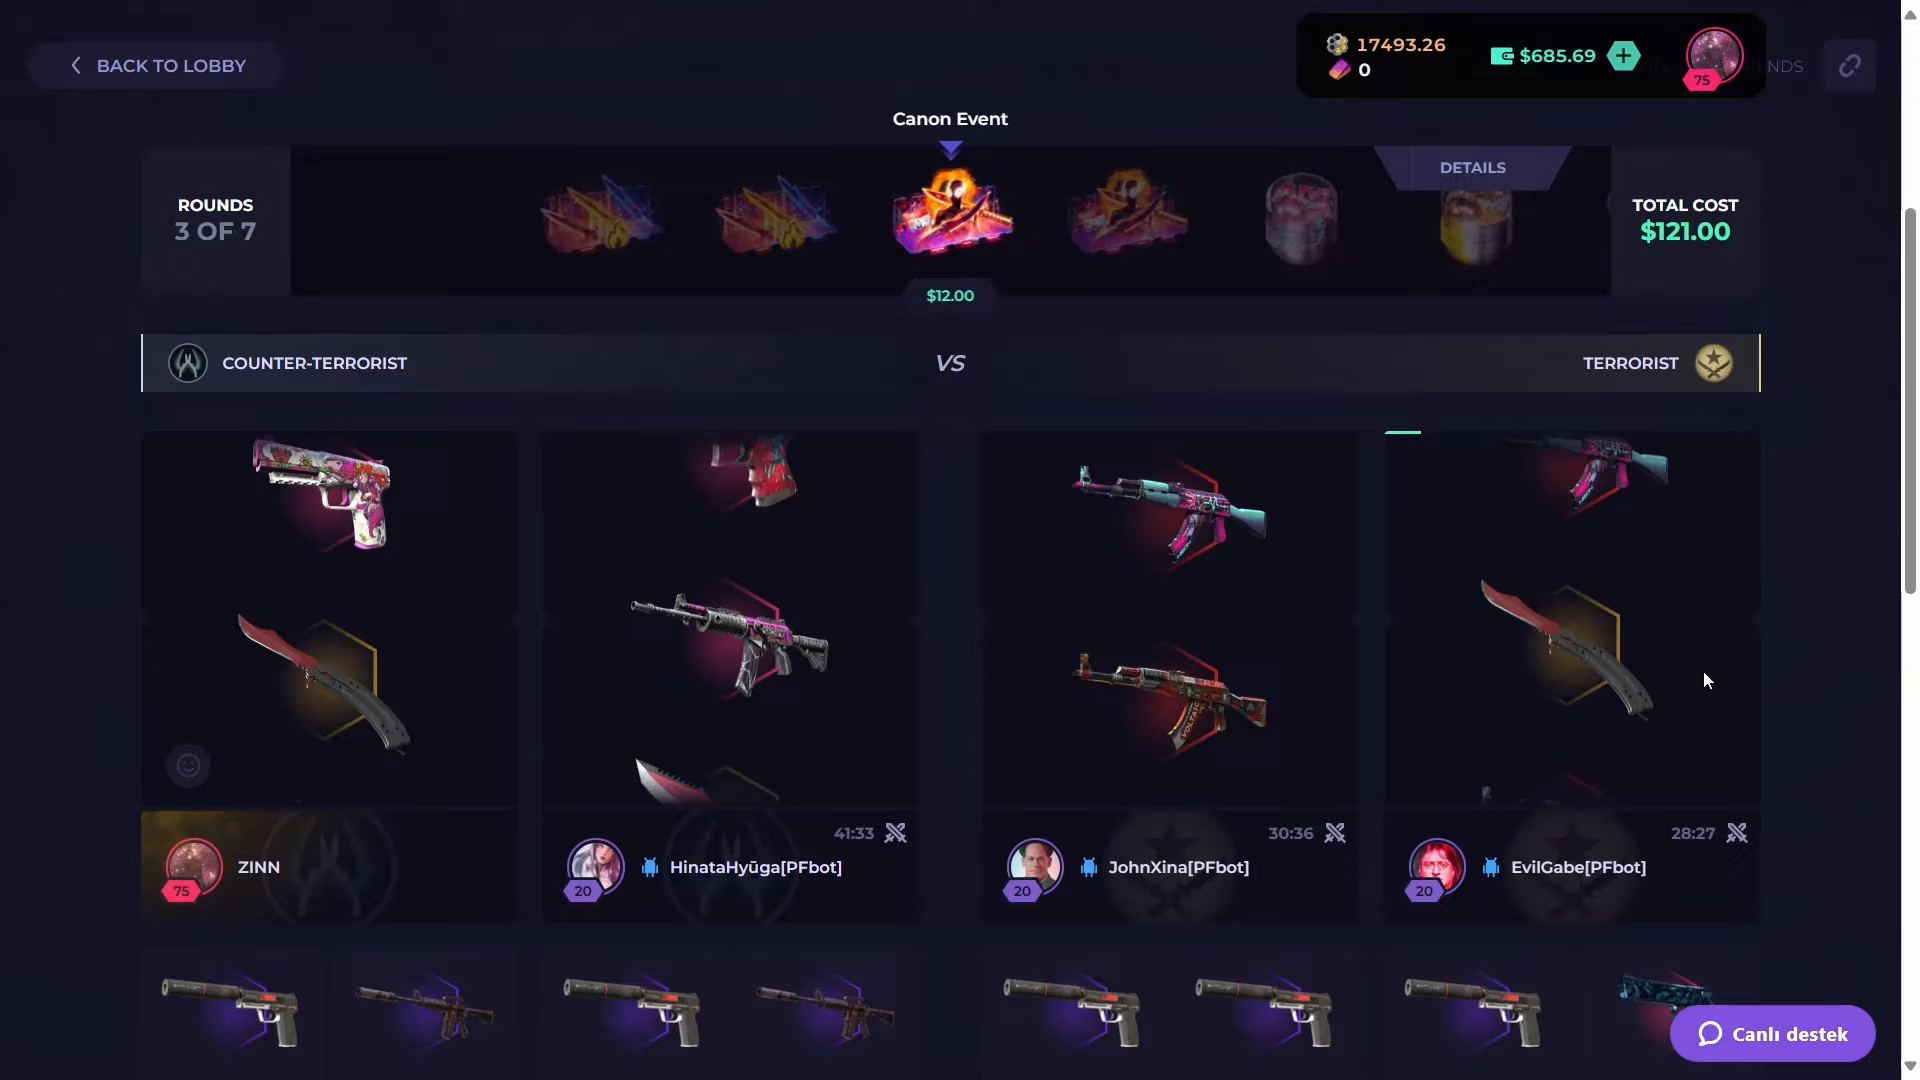 BACK TO LOBBY
17493.26
0
$685.69
75
ENDS
Canon Event
ROUNDS
3 OF 7
DETAILS
TOTAL COST
$121.00
$12.00
COUNTER-TERRORIST
VS
TERRORIST
VOLTAIC
ZINN
75
41:33
HinataHyūga[PFbot]
20
30:36
JohnXina[PFbot]
20
28:27
EvilGabe[PFbot]
20
Canlı destek